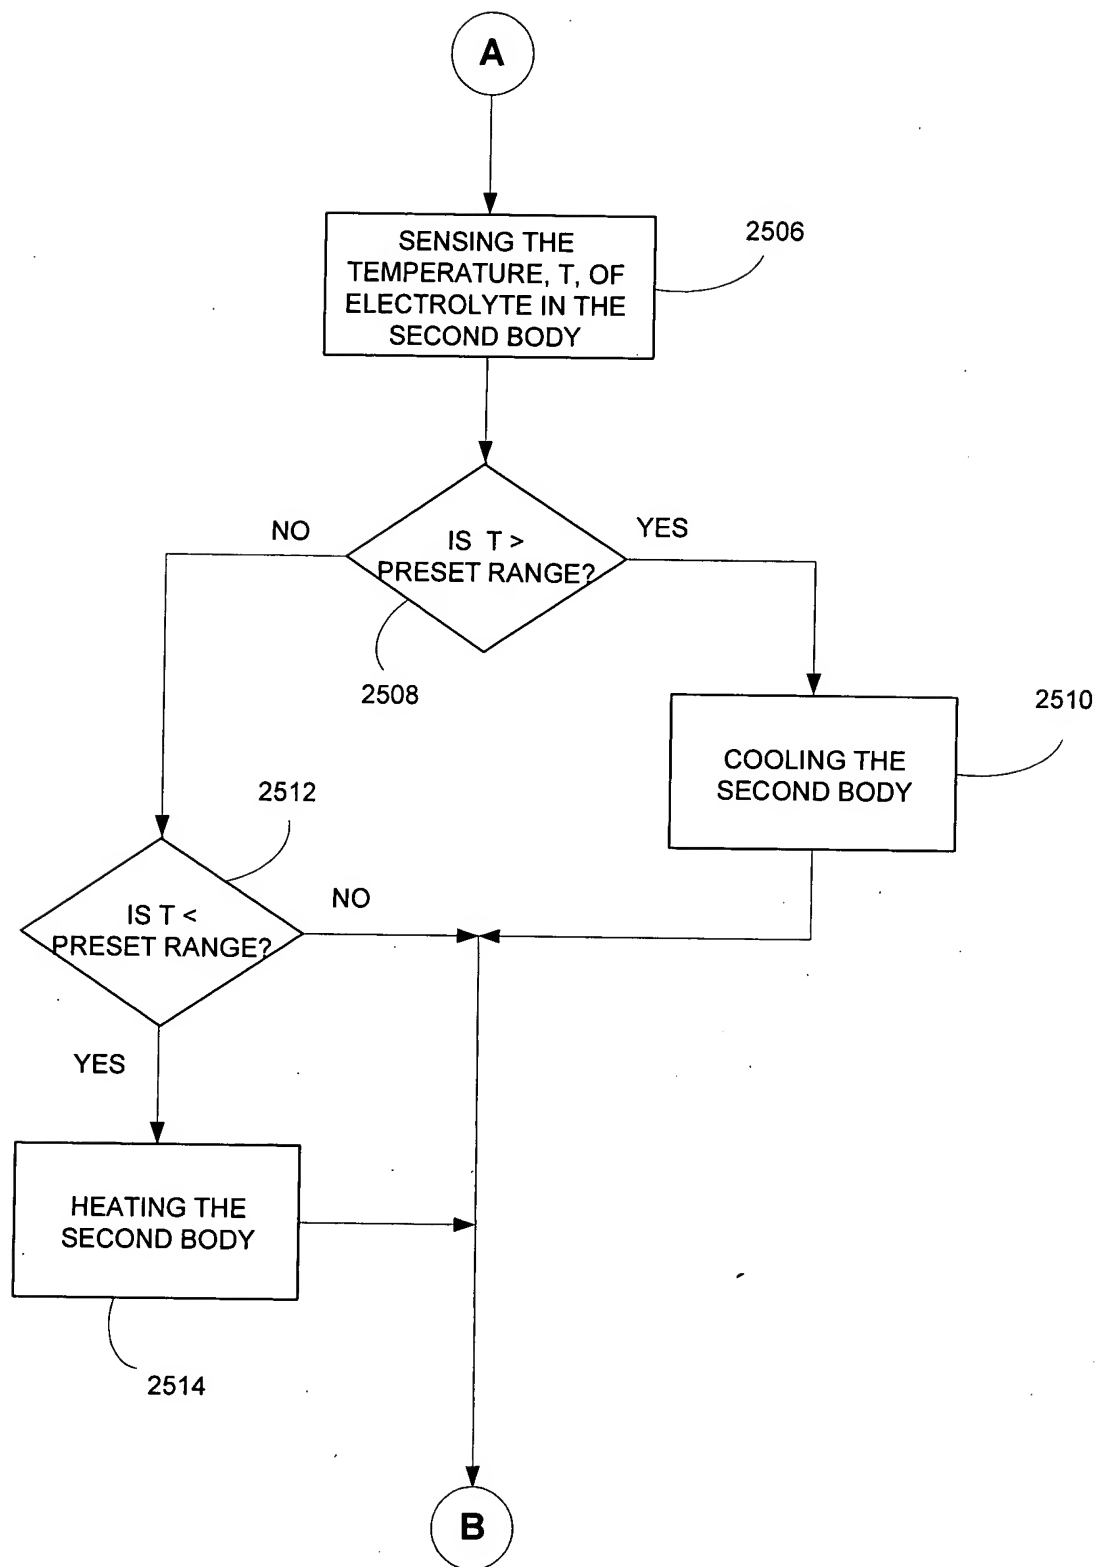 A
SENSING THE
TEMPERATURE, T, OF
ELECTROLYTE IN THE
SECOND BODY
2506
IS T >
PRESET RANGE?
NO
YES
2508
COOLING THE
SECOND BODY
2510
2512
IS T <
PRESET RANGE?
NO
YES
HEATING THE
SECOND BODY
2514
B